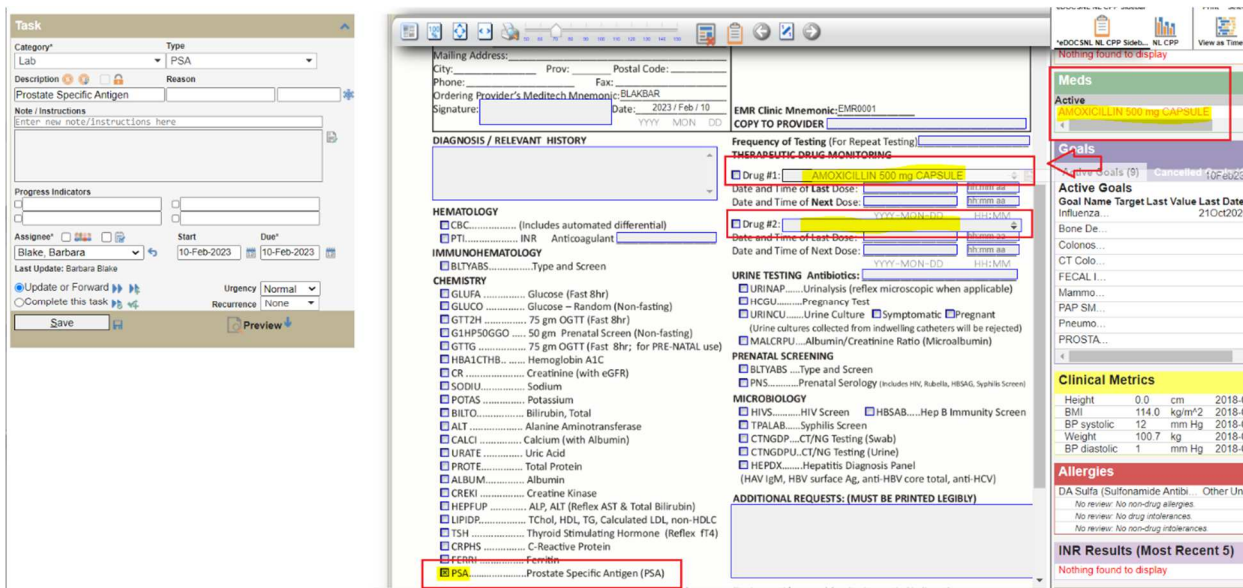 Task
Category* Type
Lab PSA
Description Reason
Prostate Specific Antigen
Note / Instructions
Enter new note/instructions here
Progress Indicators
Assignee* Start Due*
Blake, Barbara 10-Feb-2023 10-Feb-2023
Last Update: Barbara Blake
Update or Forward Urgency Normal
Complete this task Recurrence None
Save Preview
Mailing Address:
City: Prov: Postal Code:
Phone: Fax:
Ordering Provider's Meditech Mnemonic: BLAKBAR
Signature: Date: 2023 / Feb / 10
YYYY MON DD
DIAGNOSIS / RELEVANT HISTORY
HEMATOLOGY
CBC................. (Includes automated differential)
PTI................. INR Anticoagulant
IMMUNOHEMATOLOGY
BLTYABS ...............Type and Screen
CHEMISTRY
GLUFA .............. Glucose (Fast 8hr)
GLUCO .............. Glucose – Random (Non-fasting)
GTT2H .............. 75 gm OGTT (Fast 8hr)
G1HP50GGO ..... 50 gm Prenatal Screen (Non-fasting)
GTTG ................. 75 gm OGTT (Fast 8hr; for PRE-NATAL use)
HBA1CTHB.. ...... Hemoglobin A1C
CR ...................... Creatinine (with eGFR)
SODIU................ Sodium
POTAS ............... Potassium
BILTO................. Bilirubin, Total
ALT .................... Alanine Aminotransferase
CALCI ................ Calcium (with Albumin)
URATE ............... Uric Acid
PROTE................ Total Protein
ALBUM............... Albumin
CREKI ................ Creatine Kinase
HEPFUP ............. ALP, ALT (Reflex AST & Total Bilirubin)
LIPIDP................ TChol, HDL, TG, Calculated LDL, non-HDLC
TSH .................... Thyroid Stimulating Hormone (Reflex fT4)
CRPHS ............... C-Reactive Protein
FERRI ................ Ferritin
PSA.....................Prostate Specific Antigen (PSA)
EMR Clinic Mnemonic: EMR0001
COPY TO PROVIDER
Frequency of Testing (For Repeat Testing)
THERAPEUTIC DRUG MONITORING
Drug #1: AMOXICILLIN 500 mg CAPSULE
Date and Time of Last Dose: hh:mm aa
Date and Time of Next Dose: hh:mm aa
YYYY-MON-DD HH:MM
Drug #2:
Date and Time of Last Dose: hh:mm aa
Date and Time of Next Dose: hh:mm aa
YYYY-MON-DD HH:MM
URINE TESTING Antibiotics:
URINAP.....Urinalysis (reflex microscopic when applicable)
HCGU.........Pregnancy Test
URINCU.....Urine Culture Symptomatic Pregnant
(Urine cultures collected from indwelling catheters will be rejected)
MALCRPU....Albumin/Creatinine Ratio (Microalbumin)
PRENATAL SCREENING
BLTYABS ....Type and Screen
PNS...........Prenatal Serology (Includes HIV, Rubella, HBSAG, Syphilis Screen)
MICROBIOLOGY
HIVS..........HIV Screen HBSAB.....Hep B Immunity Screen
TPALAB......Syphilis Screen
CTNGDP....CT/NG Testing (Swab)
CTNGDPU..CT/NG Testing (Urine)
HEPDX........Hepatitis Diagnosis Panel
(HAV IgM, HBV surface Ag, anti-HBV core total, anti-HCV)
ADDITIONAL REQUESTS: (MUST BE PRINTED LEGIBLY)
*eDOCSNL NL CPP Sideb... NL CPP View as Time
Nothing found to display
Meds
Active
AMOXICILLIN 500 mg CAPSULE
Goals
Active Goals (9) Cancelled Goals 10Feb23
Active Goals
Goal Name Target Last Value Last Date
Influenza... 21Oct202
Bone De...
Colonos...
CT Colo...
FECAL I...
Mammo...
PAP SM...
Pneumo...
PROSTA...
Clinical Metrics
Height 0.0 cm 2018-
BMI 114.0 kg/m^2 2018-
BP systolic 12 mm Hg 2018-
Weight 100.7 kg 2018-
BP diastolic 1 mm Hg 2018-
Allergies
DA Sulfa (Sulfonamide Antibi... Other Un
No review: No non-drug allergies.
No review: No drug intolerances.
No review: No non-drug intolerances.
INR Results (Most Recent 5)
Nothing found to display